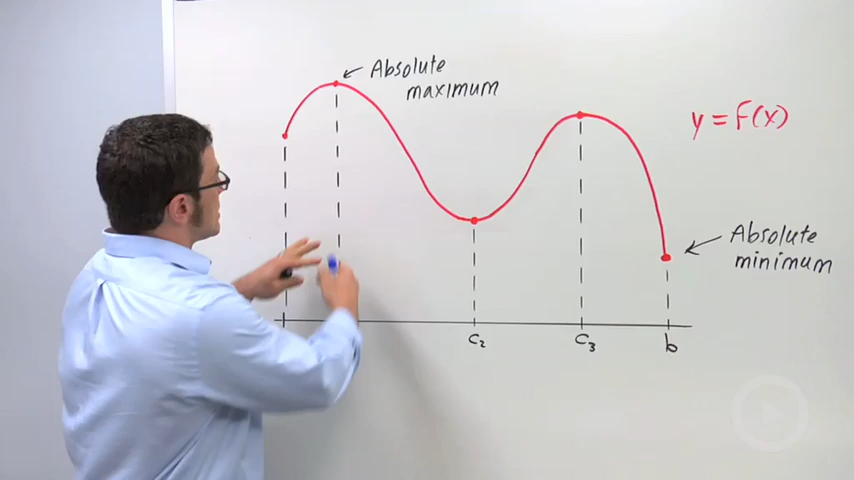 Absolute
maximum
y = f(x)
Absolute
minimum
c₂
c₃
b